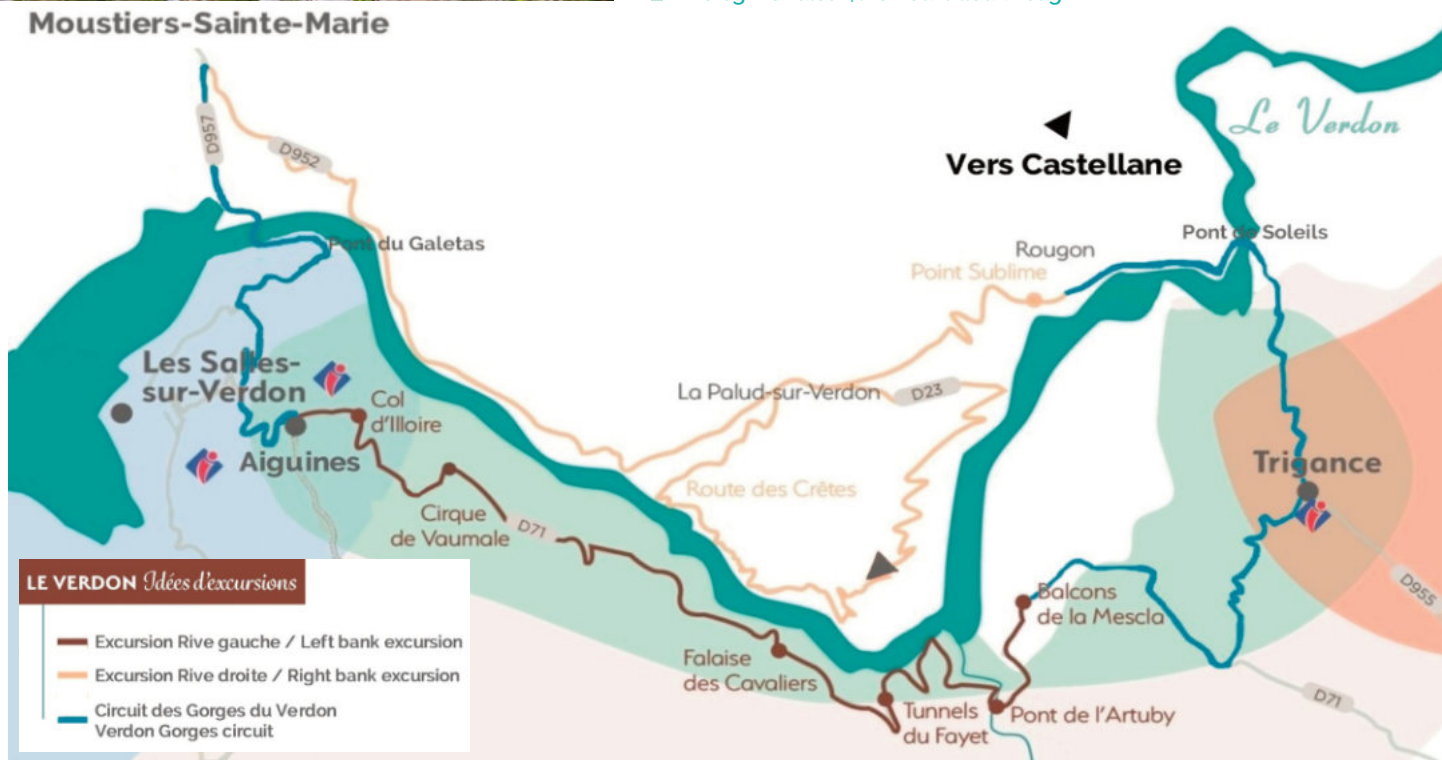 Moustiers-Sainte-Marie
D957
D952
Le Verdon
Vers Castellane
Pont du Galetas
Pont de Soleils
Rougon
Point Sublime
Les Salles-
sur-Verdon
Col
d'Illoire
La Palud-sur-Verdon
D23
Aiguines
Trigance
Route des Crêtes
Cirque
de Vaumale
D71
D955
Balcons
de la Mescla
Falaise
des Cavaliers
Tunnels
du Fayet
Pont de l'Artuby
D71
LE VERDON Idées d'excursions
Excursion Rive gauche / Left bank excursion
Excursion Rive droite / Right bank excursion
Circuit des Gorges du Verdon
Verdon Gorges circuit